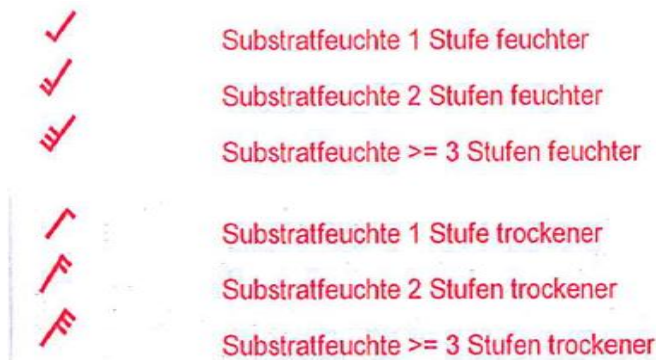 Substratfeuchte 1 Stufe feuchter
Substratfeuchte 2 Stufen feuchter
Substratfeuchte >= 3 Stufen feuchter
Substratfeuchte 1 Stufe trockener
Substratfeuchte 2 Stufen trockener
Substratfeuchte >= 3 Stufen trockener